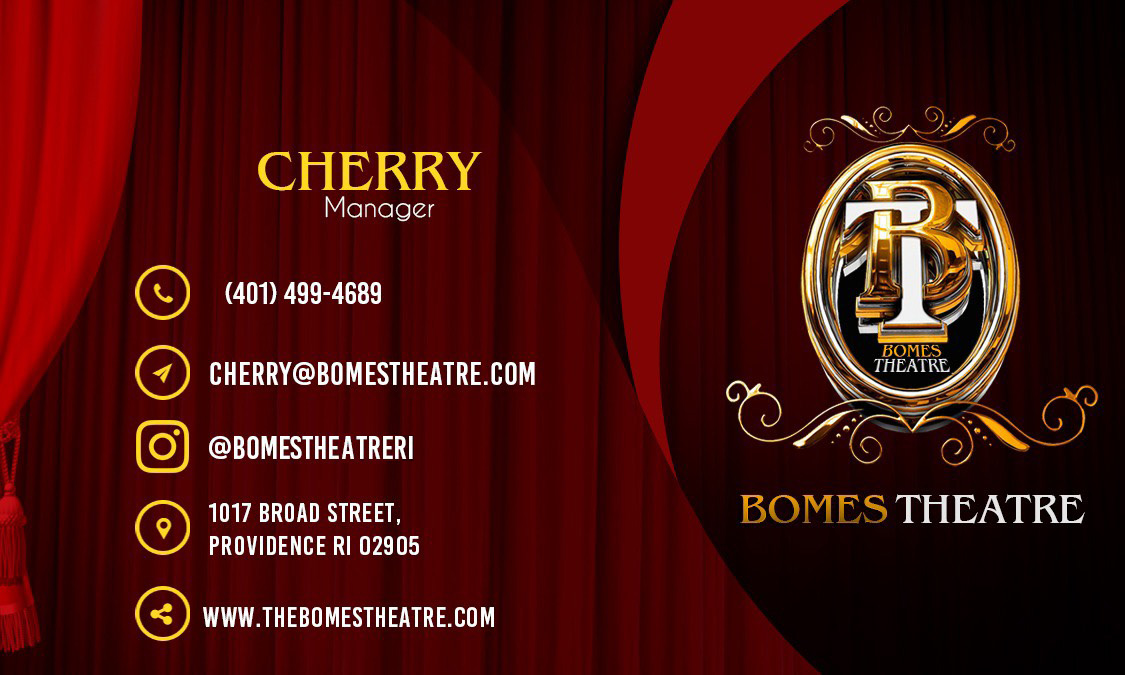 CHERRY
Manager
(401) 499-4689
CHERRY@BOMESTHEATRE.COM
@BOMESTHEATRERI
1017 BROAD STREET,
PROVIDENCE RI 02905
WWW.THEBOMESTHEATRE.COM
BT
BOMES
THEATRE
BOMES THEATRE